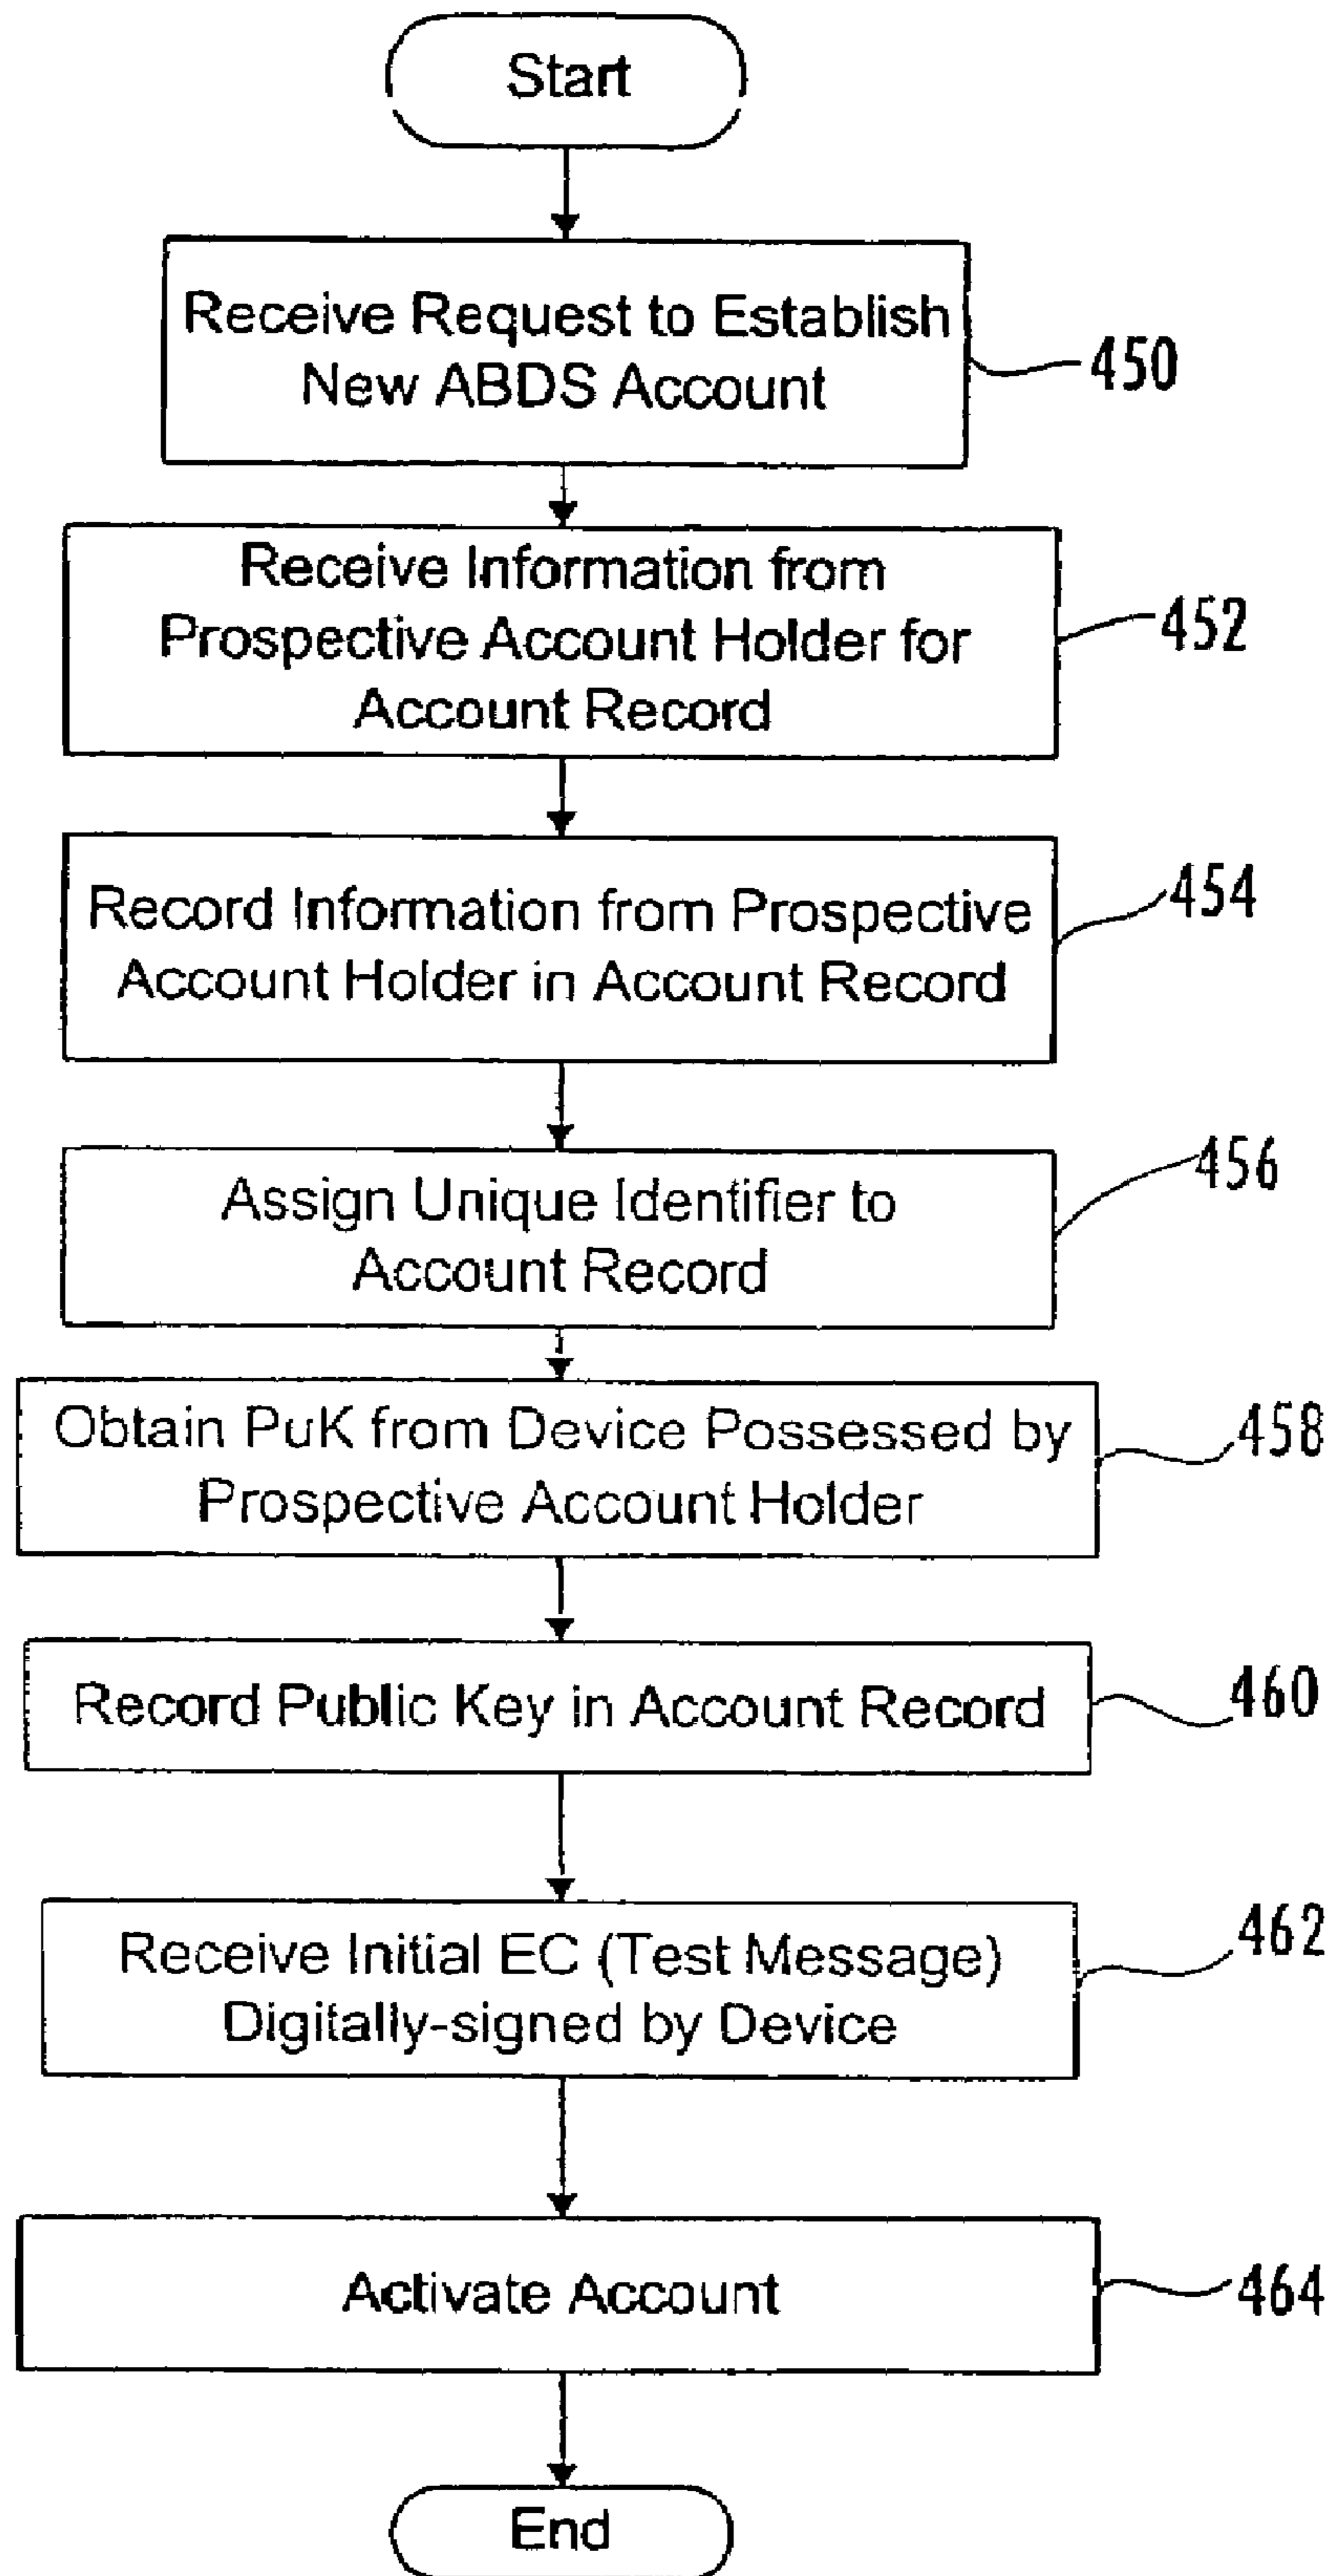 Start
Receive Request to Establish
New ABDS Account
450
Receive Information from
Prospective Account Holder for
Account Record
452
Record Information from Prospective
Account Holder in Account Record
454
Assign Unique Identifier to
Account Record
456
Obtain PuK from Device Possessed by
Prospective Account Holder
458
Record Public Key in Account Record
460
Receive Initial EC (Test Message)
Digitally-signed by Device
462
Activate Account
464
End